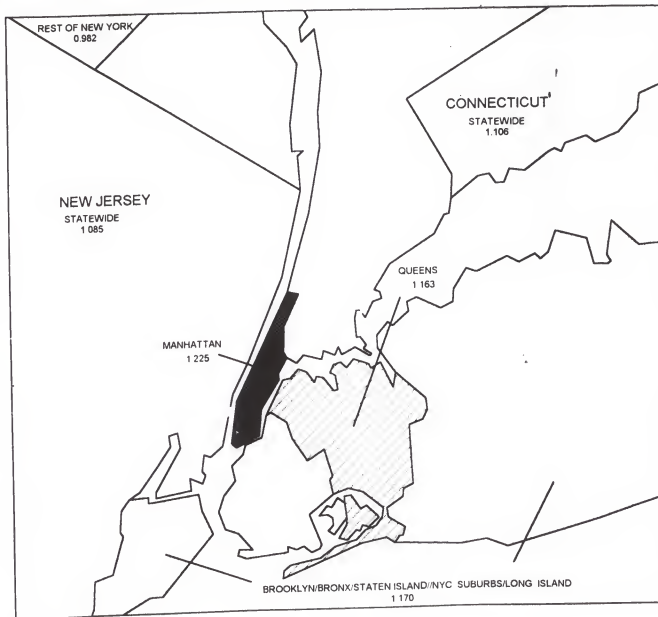 REST OF NEW YORK
0.982
CONNECTICUT
STATEWIDE
1.106
NEW JERSEY
STATEWIDE
1 085
QUEENS
1 163
MANHATTAN
1 225
BROOKLYN/BRONX/STATEN ISLAND//NYC SUBURBS/LONG ISLAND
1 170